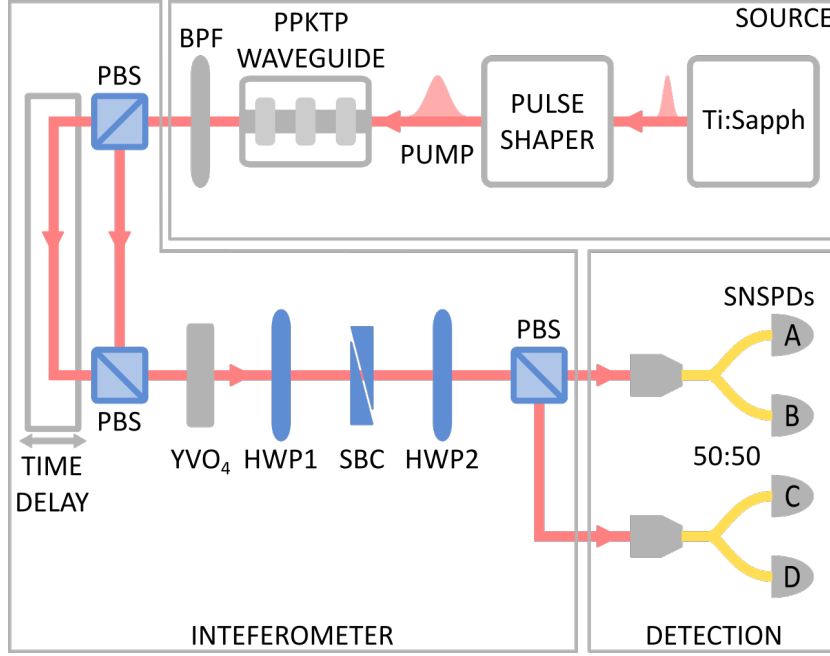 SOURCE
BPF
PPKTP
WAVEGUIDE
PBS
PUMP
PULSE
SHAPER
Ti:Sapph
PBS
TIME
DELAY
YVO₄
HWP1
SBC
HWP2
PBS
SNSPDs
A
B
50:50
C
D
INTEFEROMETER
DETECTION